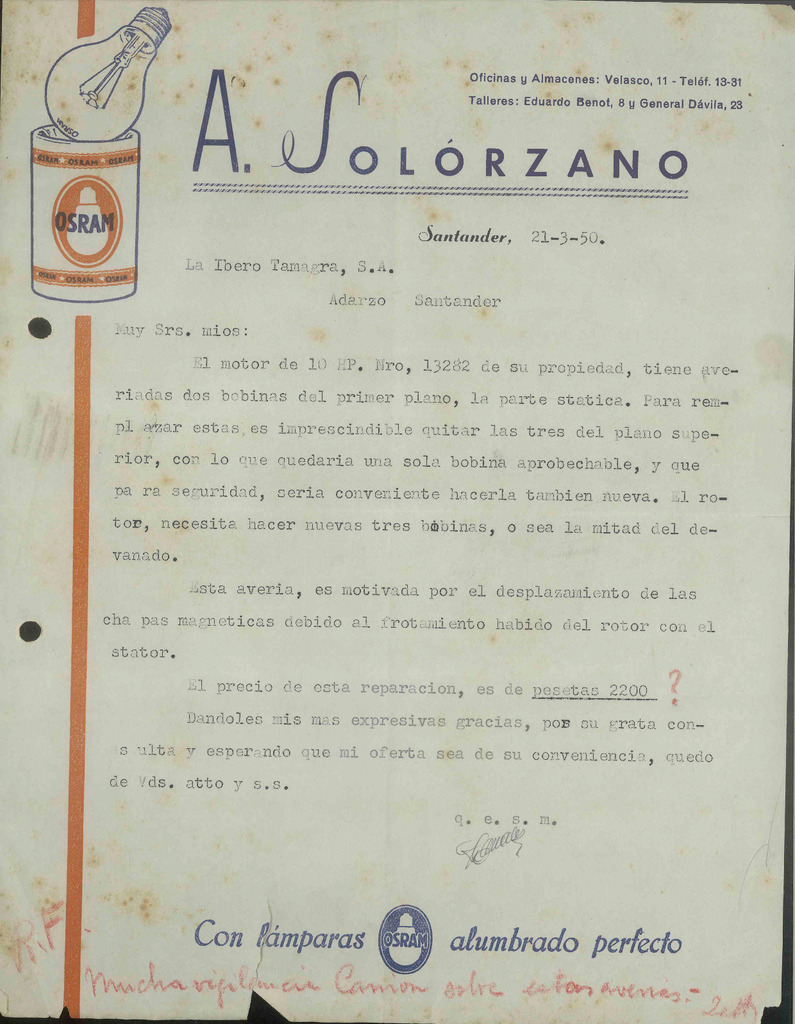 Oficinas y Almacenes: Velasco, 11 - Teléf. 13-31
Talleres: Eduardo Benot, 8 y General Dávila, 23
A. SOLÓRZANO
OSRAM
OSRAM OSRAM OSRAM
OSRAM
OSRAM OSRAM OSRAM
Santander, 21-3-50.
La Ibero Tamagra, S.A.
Adarzo Santander
Muy Srs. mios:
El motor de 10 HP. Nro, 13282 de su propiedad, tiene ave-
riadas dos bobinas del primer plano, la parte statica. Para rem-
pl azar estas, es imprescindible quitar las tres del plano supe-
rior, con lo que quedaria una sola bobina aprobechable, y que
pa ra seguridad, seria conveniente hacerla tambien nueva. El ro-
tor, necesita hacer nuevas tres bobinas, o sea la mitad del de-
vanado.
Esta averia, es motivada por el desplazamiento de las
cha pas magneticas debido al frotamiento habido del rotor con el
stator.
El precio de esta reparacion, es de pesetas 2200 ?
Dandoles mis mas expresivas gracias, por su grata con-
s ulta y esperando que mi oferta sea de su conveniencia, quedo
de Vds. atto y s.s.
q. e. s. m.
R.F.
Con lámparas OSRAM alumbrado perfecto
Mucha vigilancia Camion sobre estas averias.-